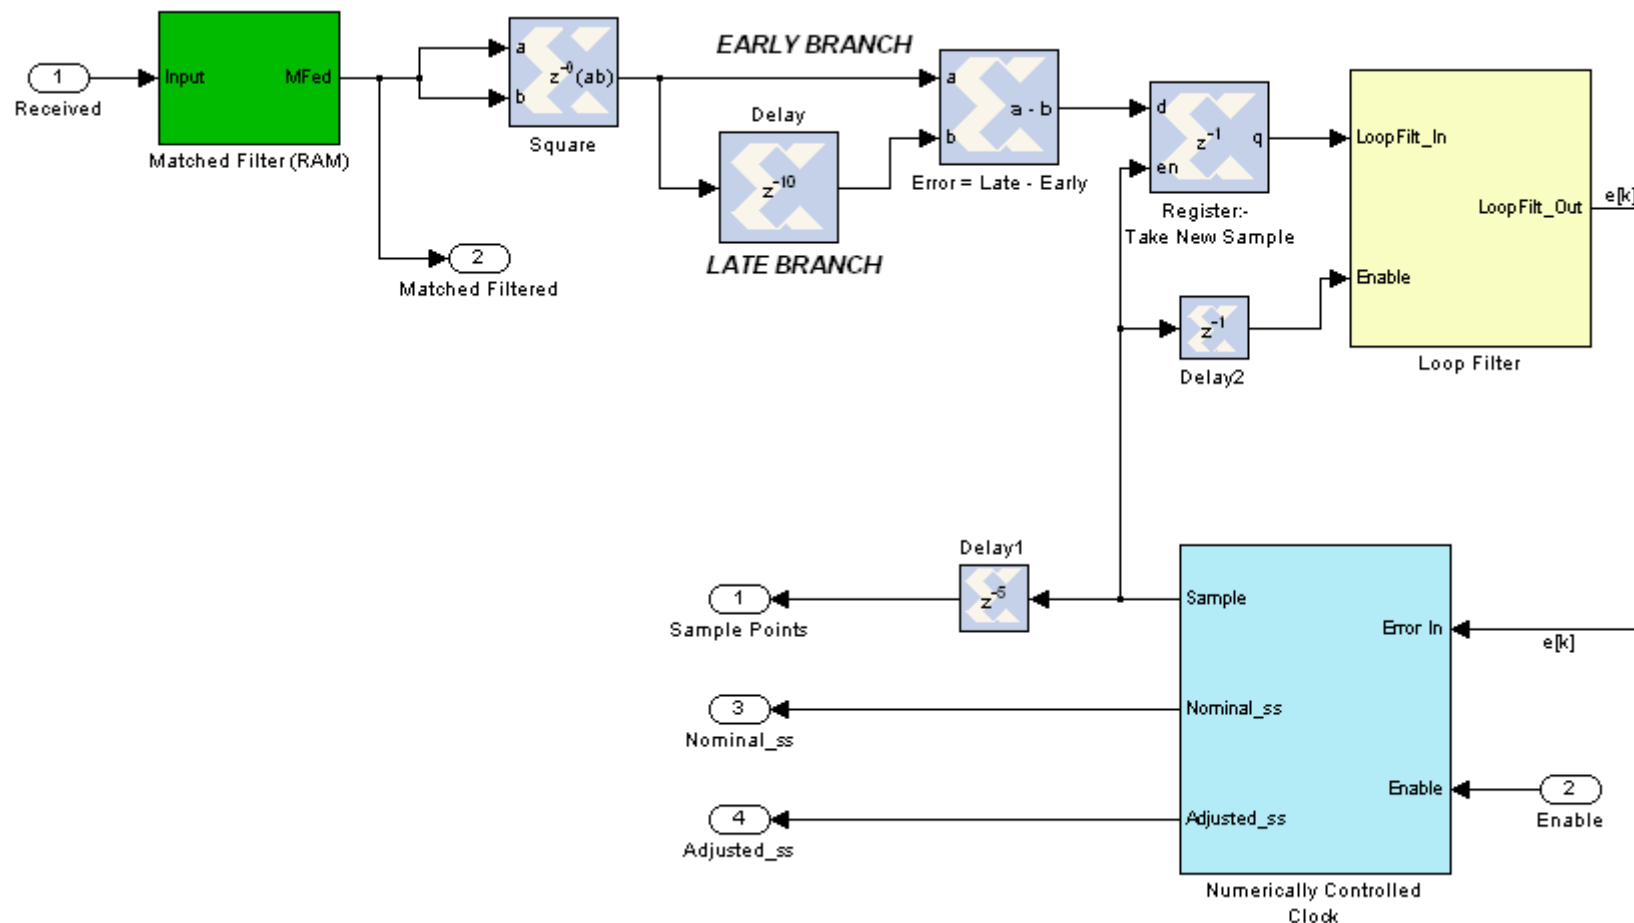 1
Received
Input
MFed
Matched Filter (RAM)
2
Matched Filtered
a
b
z^-0 (ab)
Square
EARLY BRANCH
Delay
z^-10
LATE BRANCH
a
b
a - b
Error = Late - Early
d
en
z^-1
q
Register:-
Take New Sample
z^-1
Delay2
LoopFilt_In
LoopFilt_Out
Enable
Loop Filter
e[k]
Delay1
z^-5
1
Sample Points
3
Nominal_ss
4
Adjusted_ss
Sample
Nominal_ss
Adjusted_ss
Error In
Enable
Numerically Controlled
Clock
e[k]
2
Enable